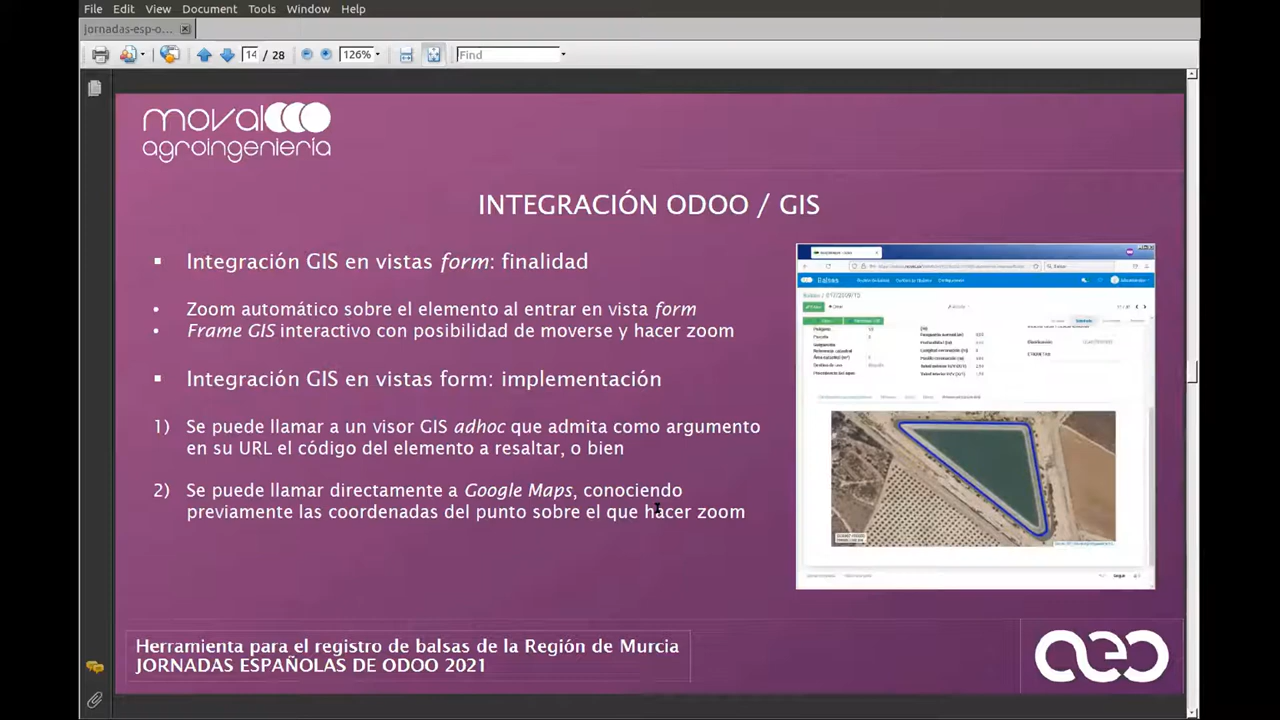 File Edit View Document Tools Window Help
jornadas-esp-o...
14 / 28 126% Find
moval
agroingeniería
INTEGRACIÓN ODOO / GIS
▪ Integración GIS en vistas form: finalidad
• Zoom automático sobre el elemento al entrar en vista form
• Frame GIS interactivo con posibilidad de moverse y hacer zoom
▪ Integración GIS en vistas form: implementación
1) Se puede llamar a un visor GIS adhoc que admita como argumento
en su URL el código del elemento a resaltar, o bien
2) Se puede llamar directamente a Google Maps, conociendo
previamente las coordenadas del punto sobre el que hacer zoom
Balsas
Herramienta para el registro de balsas de la Región de Murcia
JORNADAS ESPAÑOLAS DE ODOO 2021
aeo